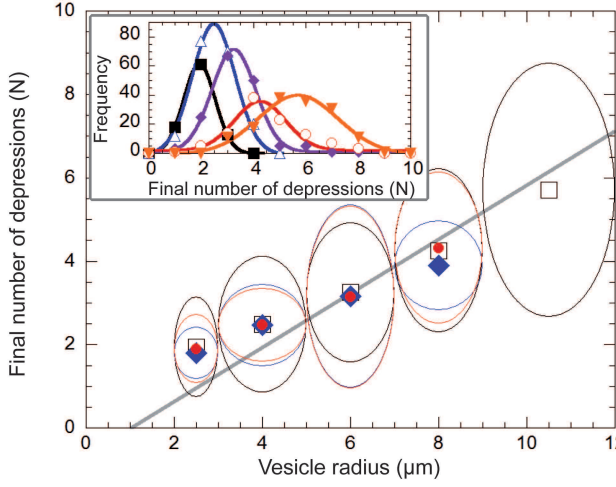 10
8
6
4
2
0
Final number of depressions (N)
80
60
40
20
0
Frequency
0 2 4 6 8 10
Final number of depressions (N)
0 2 4 6 8 10 12
Vesicle radius (µm)